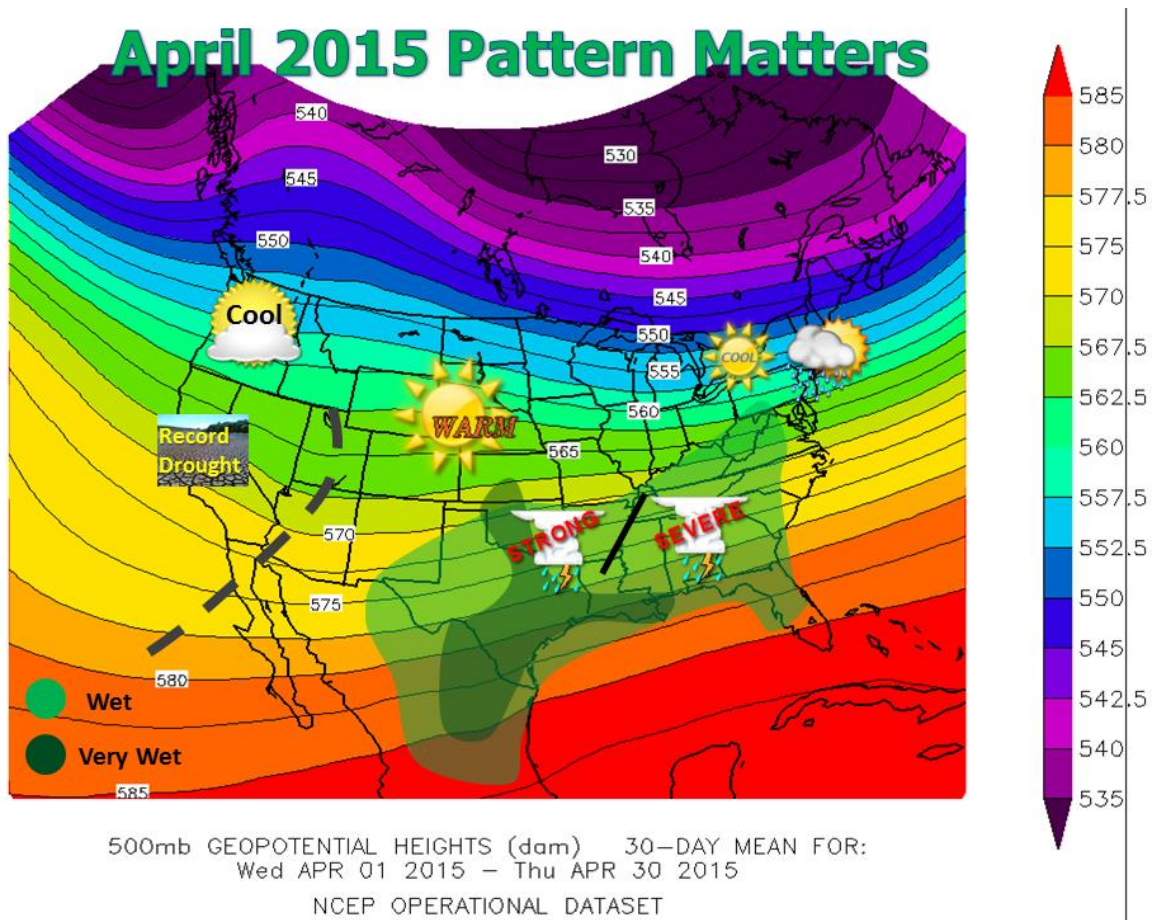 April 2015 Pattern Matters
540
530
545
535
550
540
545
550
555
560
565
570
575
580
585
Cool
COOL
WARM
Record
Drought
STRONG
SEVERE
Wet
Very Wet
585
580
577.5
575
570
567.5
562.5
560
557.5
552.5
550
545
542.5
540
535
500mb GEOPOTENTIAL HEIGHTS (dam) 30-DAY MEAN FOR:
Wed APR 01 2015 – Thu APR 30 2015
NCEP OPERATIONAL DATASET